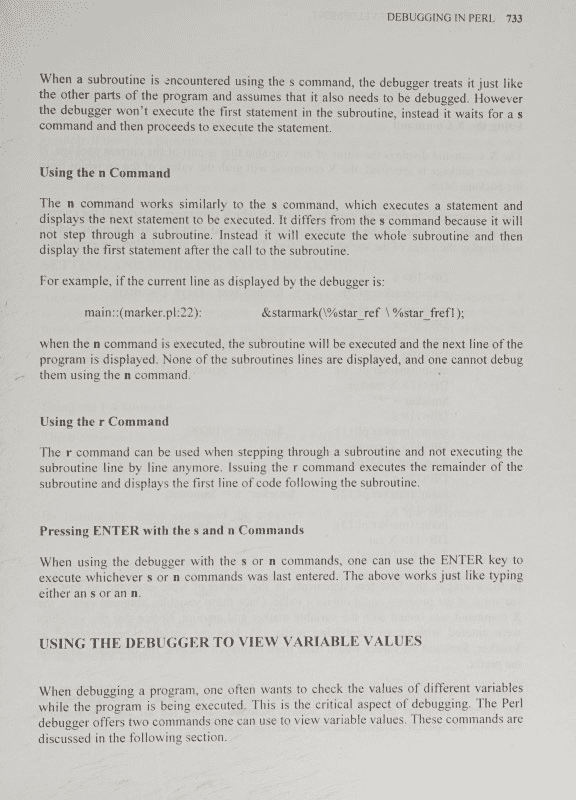 DEBUGGING IN PERL 733
When a subroutine is encountered using the s command, the debugger treats it just like
the other parts of the program and assumes that it also needs to be debugged. However
the debugger won't execute the first statement in the subroutine, instead it waits for a s
command and then proceeds to execute the statement.
Using the n Command
The n command works similarly to the s command, which executes a statement and
displays the next statement to be executed. It differs from the s command because it will
not step through a subroutine. Instead it will execute the whole subroutine and then
display the first statement after the call to the subroutine.
For example, if the current line as displayed by the debugger is:
main::(marker.pl:22): &starmark(\%star_ref \ %star_fref1);
when the n command is executed, the subroutine will be executed and the next line of the
program is displayed. None of the subroutines lines are displayed, and one cannot debug
them using the n command.
Using the r Command
The r command can be used when stepping through a subroutine and not executing the
subroutine line by line anymore. Issuing the r command executes the remainder of the
subroutine and displays the first line of code following the subroutine.
Pressing ENTER with the s and n Commands
When using the debugger with the s or n commands, one can use the ENTER key to
execute whichever s or n commands was last entered. The above works just like typing
either an s or an n.
USING THE DEBUGGER TO VIEW VARIABLE VALUES
When debugging a program, one often wants to check the values of different variables
while the program is being executed. This is the critical aspect of debugging. The Perl
debugger offers two commands one can use to view variable values. These commands are
discussed in the following section.